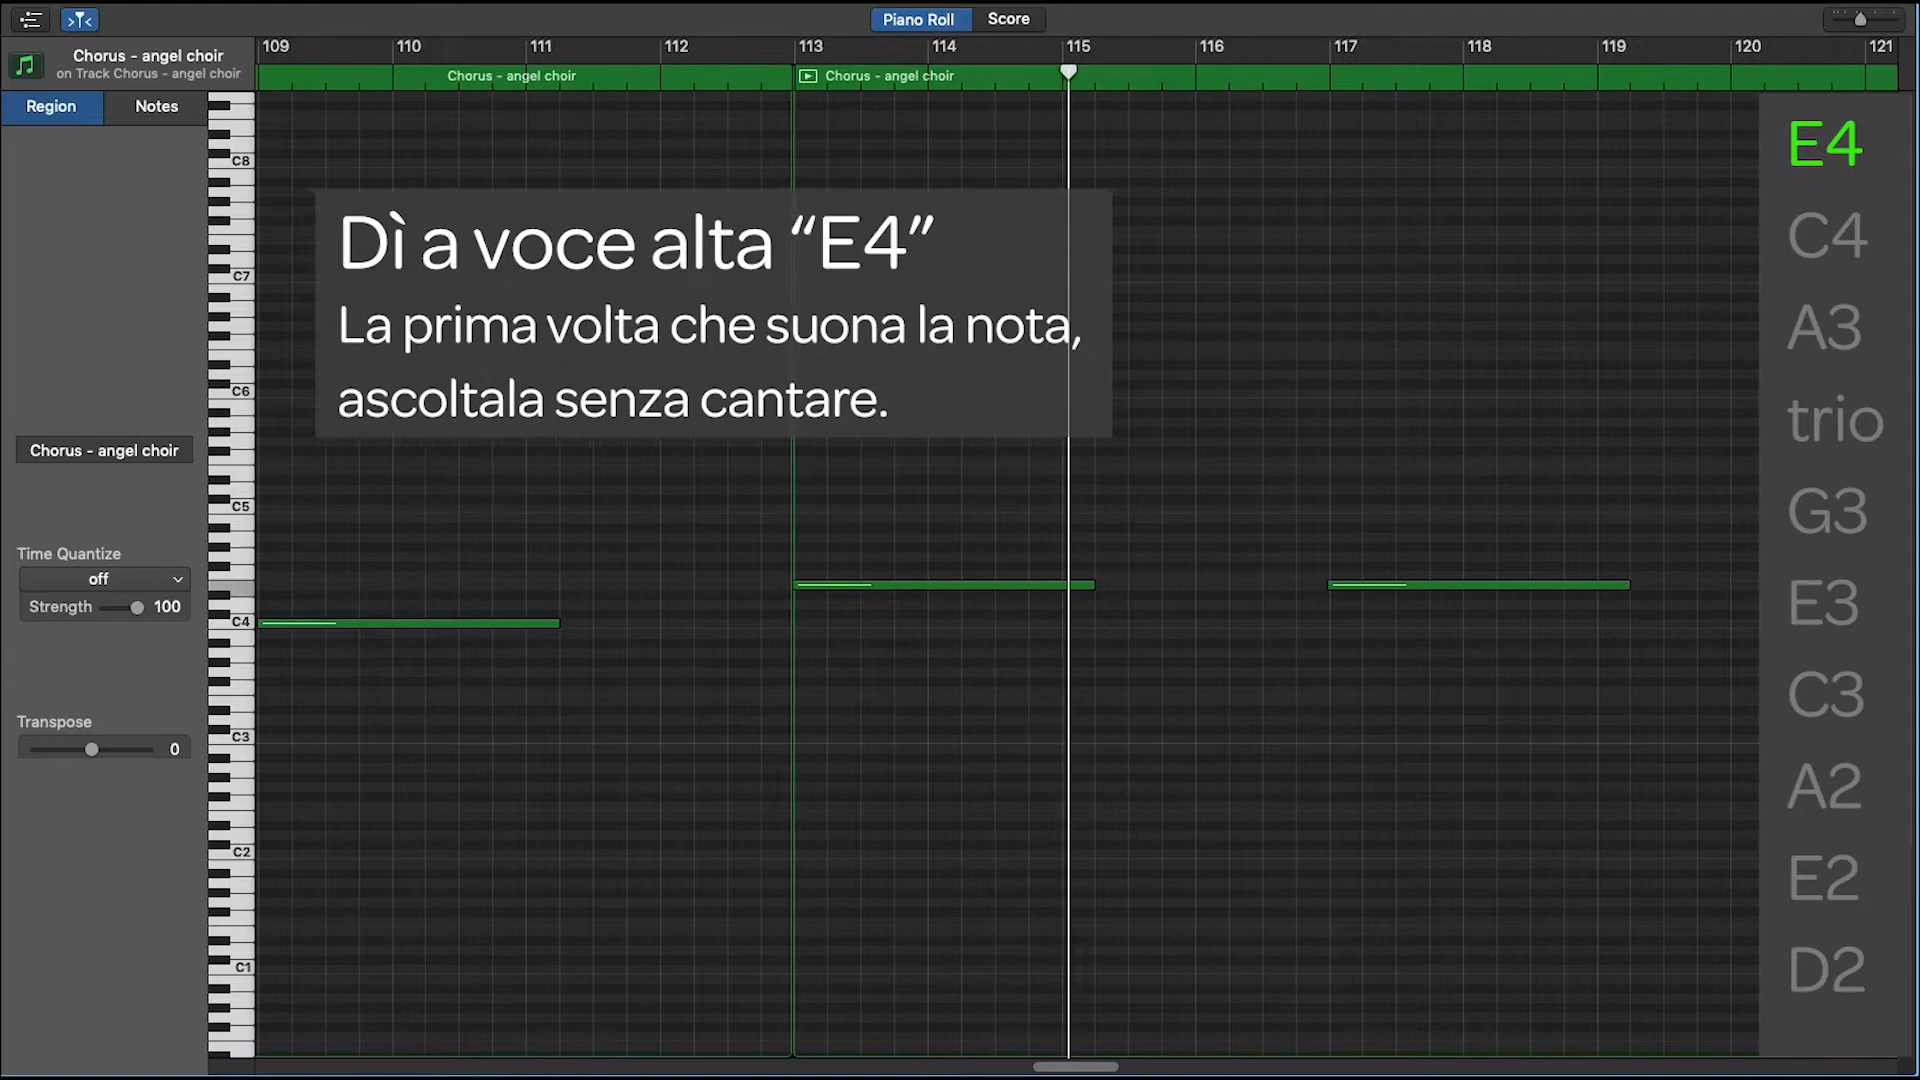 Piano Roll
Score
Chorus - angel choir
on Track Chorus - angel choir
109 110 111 112 113 114 115 116 117 118 119 120 121
Chorus - angel choir
Chorus - angel choir
Region
Notes
C8
C7
C6
C5
C4
C3
C2
C1
Chorus - angel choir
Time Quantize
off
Strength 100
Transpose
0
Dì a voce alta “E4”
La prima volta che suona la nota,
ascoltala senza cantare.
E4
C4
A3
trio
G3
E3
C3
A2
E2
D2